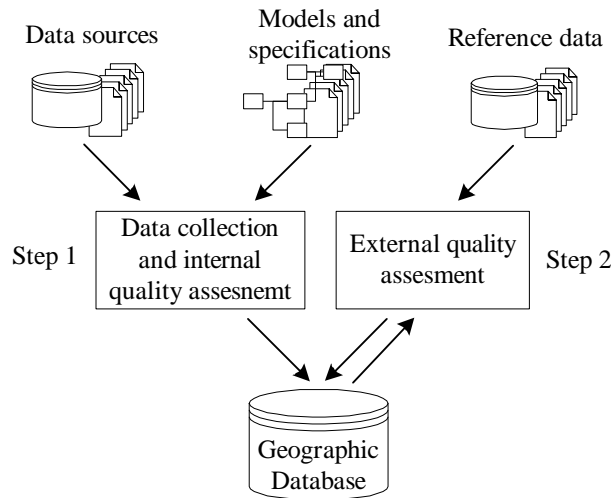 Data sources
Models and
specifications
Reference data
Step 1
Data collection
and internal
quality assesnemt
External quality
assesment
Step 2
Geographic
Database